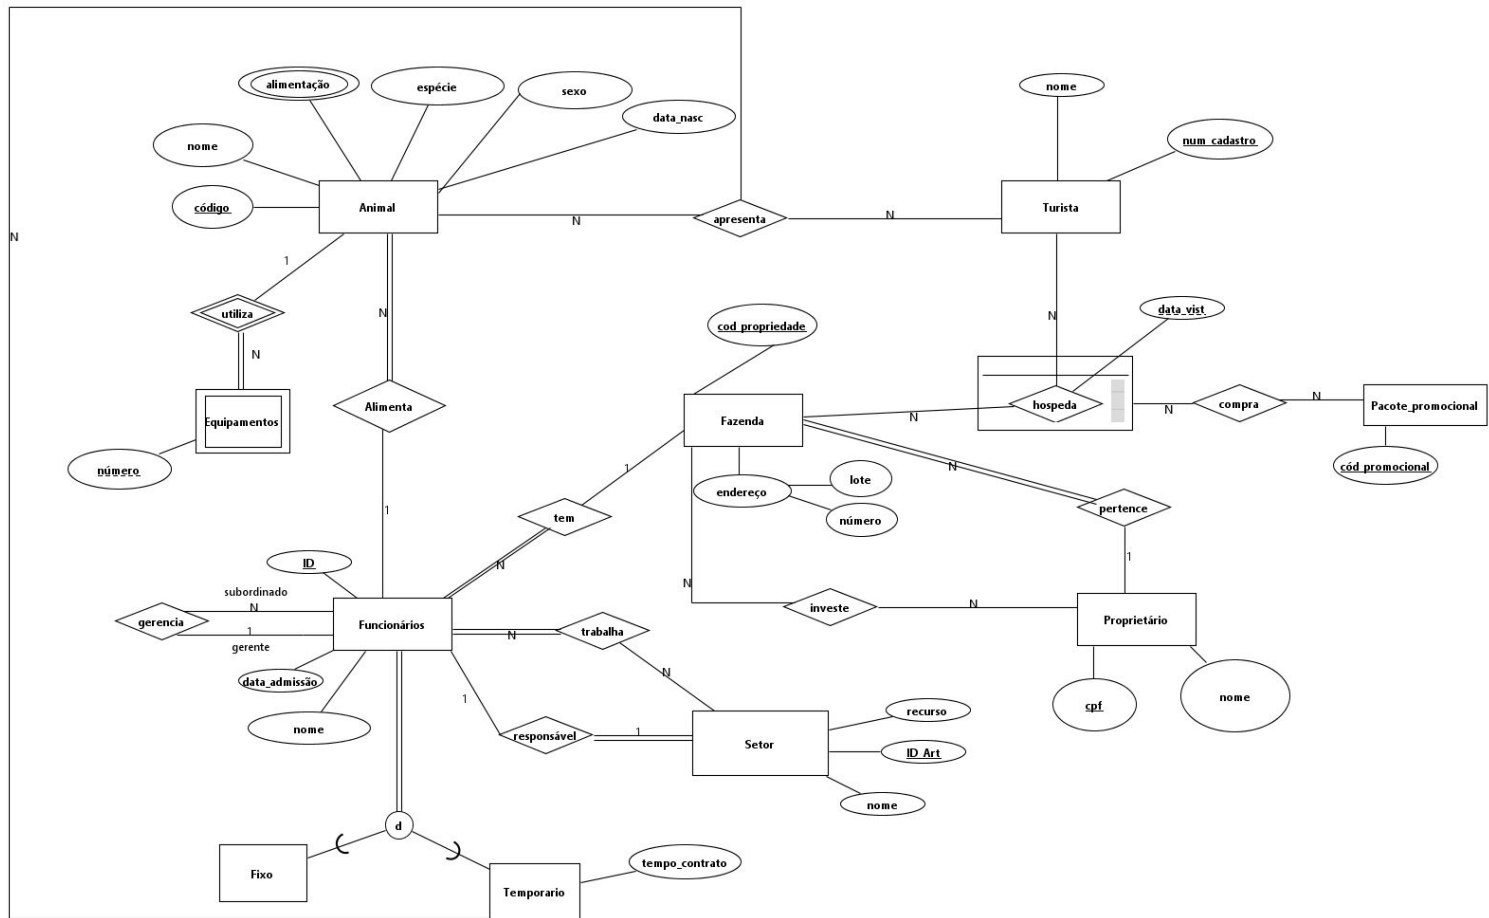 alimentação
espécie
sexo
data_nasc
nome
código
Animal
N
apresenta
N
Turista
nome
num_cadastro
N
1
utiliza
N
N
Equipamentos
número
Alimenta
1
cod_propriedade
Fazenda
N
data_vist
hospeda
N
N
compra
N
Pacote_promocional
cód_promocional
endereço
lote
número
N
pertence
1
1
tem
N
ID
subordinado
N
gerencia
1
gerente
Funcionários
data_admissão
nome
N
trabalha
N
N
investe
N
Proprietário
cpf
nome
1
responsável
1
Setor
recurso
ID_Art
nome
d
Fixo
Temporario
tempo_contrato